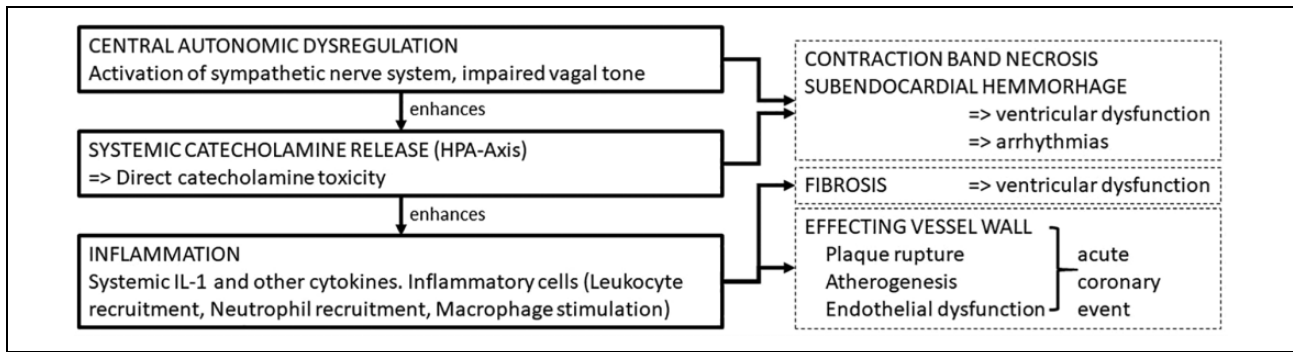 CENTRAL AUTONOMIC DYSREGULATION
Activation of sympathetic nerve system, impaired vagal tone
enhances
SYSTEMIC CATECHOLAMINE RELEASE (HPA-Axis)
=> Direct catecholamine toxicity
enhances
INFLAMMATION
Systemic IL-1 and other cytokines. Inflammatory cells (Leukocyte
recruitment, Neutrophil recruitment, Macrophage stimulation)
CONTRACTION BAND NECROSIS
SUBENDOCARDIAL HEMMORHAGE
=> ventricular dysfunction
=> arrhythmias
FIBROSIS => ventricular dysfunction
EFFECTING VESSEL WALL
Plaque rupture
Atherogenesis
Endothelial dysfunction
acute
coronary
event